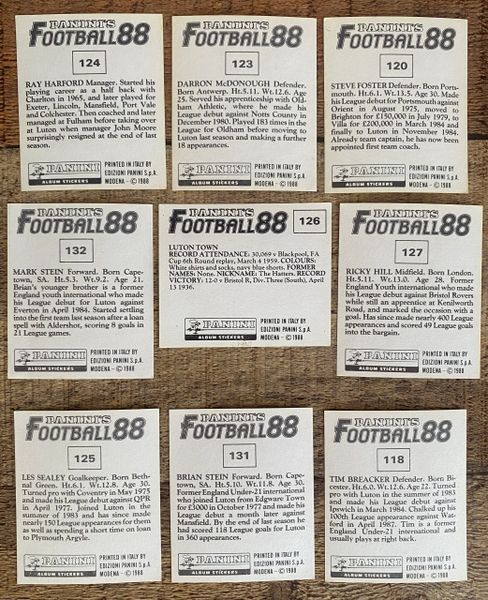 PANINI'S
FOOTBALL 88
124
RAY HARFORD Manager. Started his
playing career as a half back with
Charlton in 1965, and later played for
Exeter, Lincoln, Mansfield, Port Vale
and Colchester. Then coached and later
managed at Fulham before taking over
at Luton when manager John Moore
surprisingly resigned at the end of last
season.
PANINI
ALBUM STICKERS
PRINTED IN ITALY BY
EDIZIONI PANINI S.p.A.
MODENA - © 1988
PANINI'S
FOOTBALL 88
123
DARRON McDONOUGH Defender.
Born Antwerp. Ht.5.11. Wt.12.6. Age
25. Served his apprenticeship with Old-
ham Athletic, where he made his
League debut against Notts County in
December 1980. Played 183 times in the
League for Oldham before moving to
Luton last season and making a further
18 appearances.
PANINI
ALBUM STICKERS
PRINTED IN ITALY BY
EDIZIONI PANINI S.p.A.
MODENA - © 1988
PANINI'S
FOOTBALL 88
120
STEVE FOSTER Defender. Born Ports-
mouth. Ht.6.1. Wt.13.5. Age 30. Made
his League debut for Portsmouth against
Orient in August 1975, moved to
Brighton for £150,000 in July 1979, to
Villa for £200,000 in March 1984 and
finally to Luton in November 1984.
Already team captain, he has now been
appointed first team coach.
PANINI
ALBUM STICKERS
PRINTED IN ITALY BY
EDIZIONI PANINI S.p.A.
MODENA - © 1988
PANINI'S
FOOTBALL 88
132
MARK STEIN Forward. Born Cape-
town, SA. Ht.5.3. Wt.9.2. Age 21.
Brian's younger brother is a former
England youth international who made
his League debut for Luton against
Everton in April 1984. Started settling
into the first team last season after a
loan spell with Aldershot, scoring 8 goals in
21 League games.
PANINI
ALBUM STICKERS
PRINTED IN ITALY BY
EDIZIONI PANINI S.p.A.
MODENA - © 1988
PANINI'S
FOOTBALL 88
126
LUTON TOWN
RECORD ATTENDANCE: 30,069 v Blackpool, FA
Cup 6th Round replay, March 4 1959. COLOURS:
White shirts and socks, navy blue shorts. FORMER
NAMES: None. NICKNAME: The Hatters. RECORD
VICTORY: 12-0 v Bristol R, Div.Three (South), April
13 1936.
PANINI
ALBUM STICKERS
PRINTED IN ITALY BY
EDIZIONI PANINI S.p.A.
MODENA - © 1988
PANINI'S
FOOTBALL 88
127
RICKY HILL Midfield. Born London.
Ht.5.11. Wt.13.0. Age 28. Former
England Youth international who made
his League debut against Bristol Rovers
while still an apprentice at Kenilworth
Road, and marked the occasion with a
goal. Has since made nearly 400 League
appearances and scored 49 League goals
into the bargain.
PANINI
ALBUM STICKERS
PRINTED IN ITALY BY
EDIZIONI PANINI S.p.A.
MODENA - © 1988
PANINI'S
FOOTBALL 88
125
LES SEALEY Goalkeeper. Born Beth-
nal Green. Ht.6.1. Wt.12.8. Age 30.
Turned pro with Coventry in May 1975
and made his League debut against QPR
in April 1977. Joined Luton in the
summer of 1983 and has since made
nearly 150 League appearances for them
as well as spending a short time on loan
to Plymouth Argyle.
PANINI
ALBUM STICKERS
PRINTED IN ITALY BY
EDIZIONI PANINI S.p.A.
MODENA - © 1988
PANINI'S
FOOTBALL 88
131
BRIAN STEIN Forward. Born Cape-
town, SA. Ht.5.10. Wt.11.8. Age 30.
Former England Under-21 international
who joined Luton from Edgware Town
for £3000 in October 1977 and made his
League debut a month later against
Mansfield. By the end of last season he
had scored 118 League goals for Luton
in 360 appearances.
PANINI
ALBUM STICKERS
PRINTED IN ITALY BY
EDIZIONI PANINI S.p.A.
MODENA - © 1988
PANINI'S
FOOTBALL 88
118
TIM BREACKER Defender. Born Bi-
cester. Ht.6.0. Wt.12.6. Age 22. Turned
pro with Luton in the summer of 1983
and made his League debut against
Ipswich in March 1984. Chalked up his
100th League appearance against Wat-
ford in April 1987. Tim is a former
England Under-21 international and
usually plays at right back.
PANINI
ALBUM STICKERS
PRINTED IN ITALY BY
EDIZIONI PANINI S.p.A.
MODENA - © 1988